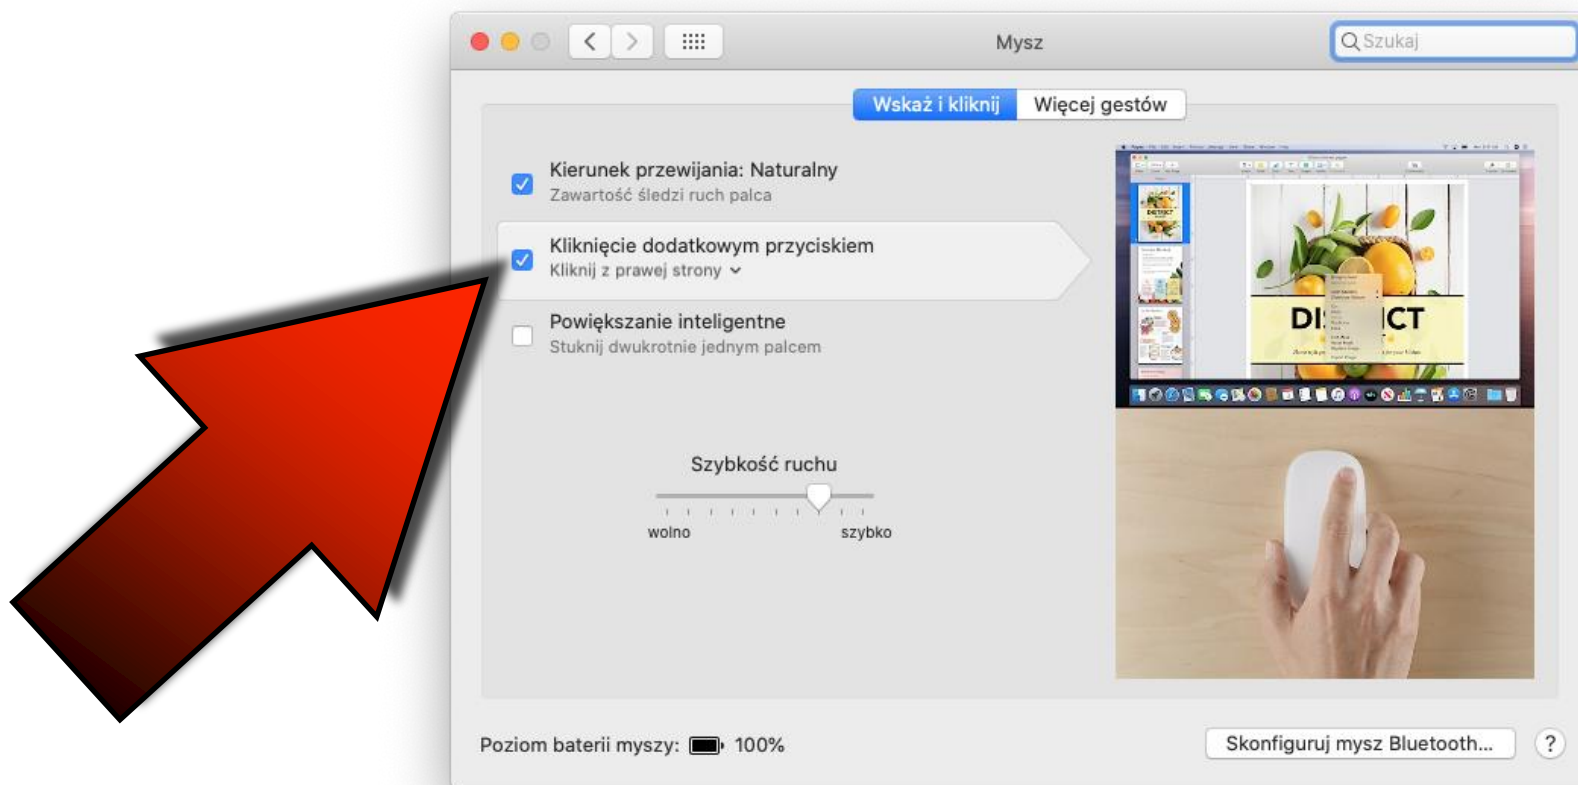 Mysz
Szukaj
Wskaż i kliknij
Więcej gestów
Kierunek przewijania: Naturalny
Zawartość śledzi ruch palca
Kliknięcie dodatkowym przyciskiem
Kliknij z prawej strony
Powiększanie inteligentne
Stuknij dwukrotnie jednym palcem
Szybkość ruchu
wolno
szybko
DISTRICT
Poziom baterii myszy: 100%
Skonfiguruj mysz Bluetooth...
?